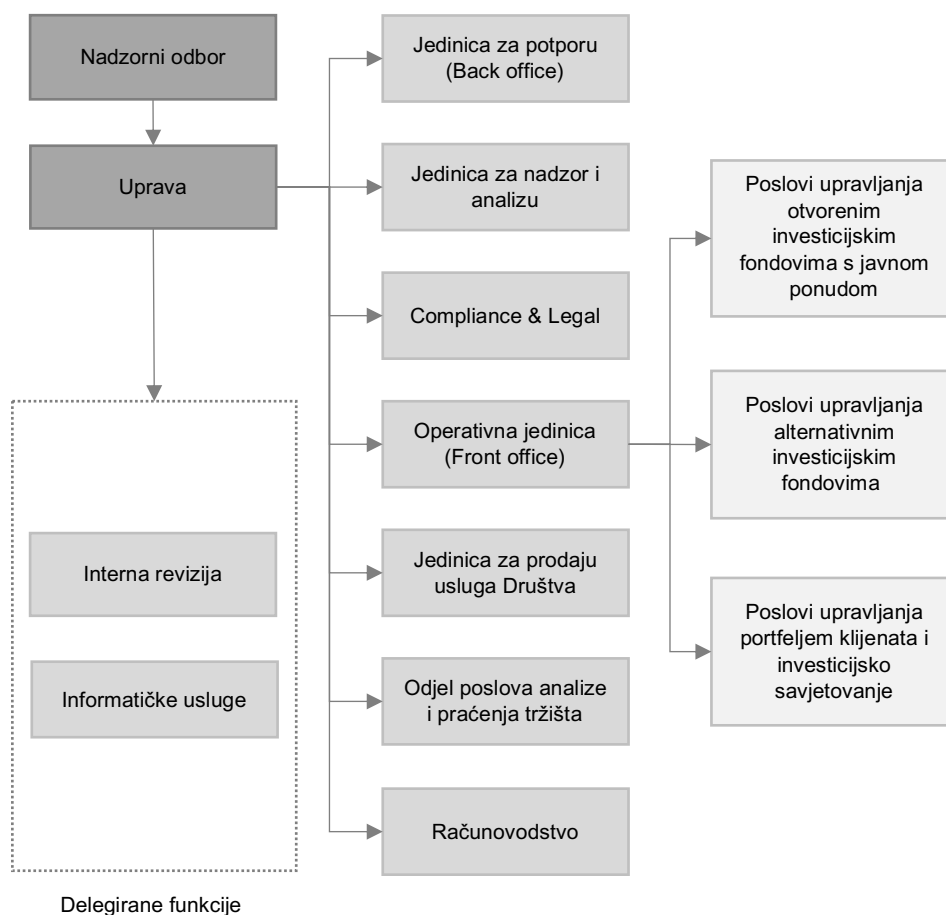 Nadzorni odbor
Uprava
Jedinica za potporu
(Back office)
Jedinica za nadzor i
analizu
Compliance & Legal
Operativna jedinica
(Front office)
Jedinica za prodaju
usluga Društva
Odjel poslova analize
i praćenja tržišta
Računovodstvo
Poslovi upravljanja
otvorenim
investicijskim
fondovima s javnom
ponudom
Poslovi upravljanja
alternativnim
investicijskim
fondovima
Poslovi upravljanja
portfeljem klijenata i
investicijsko
savjetovanje
Interna revizija
Informatičke usluge
Delegirane funkcije